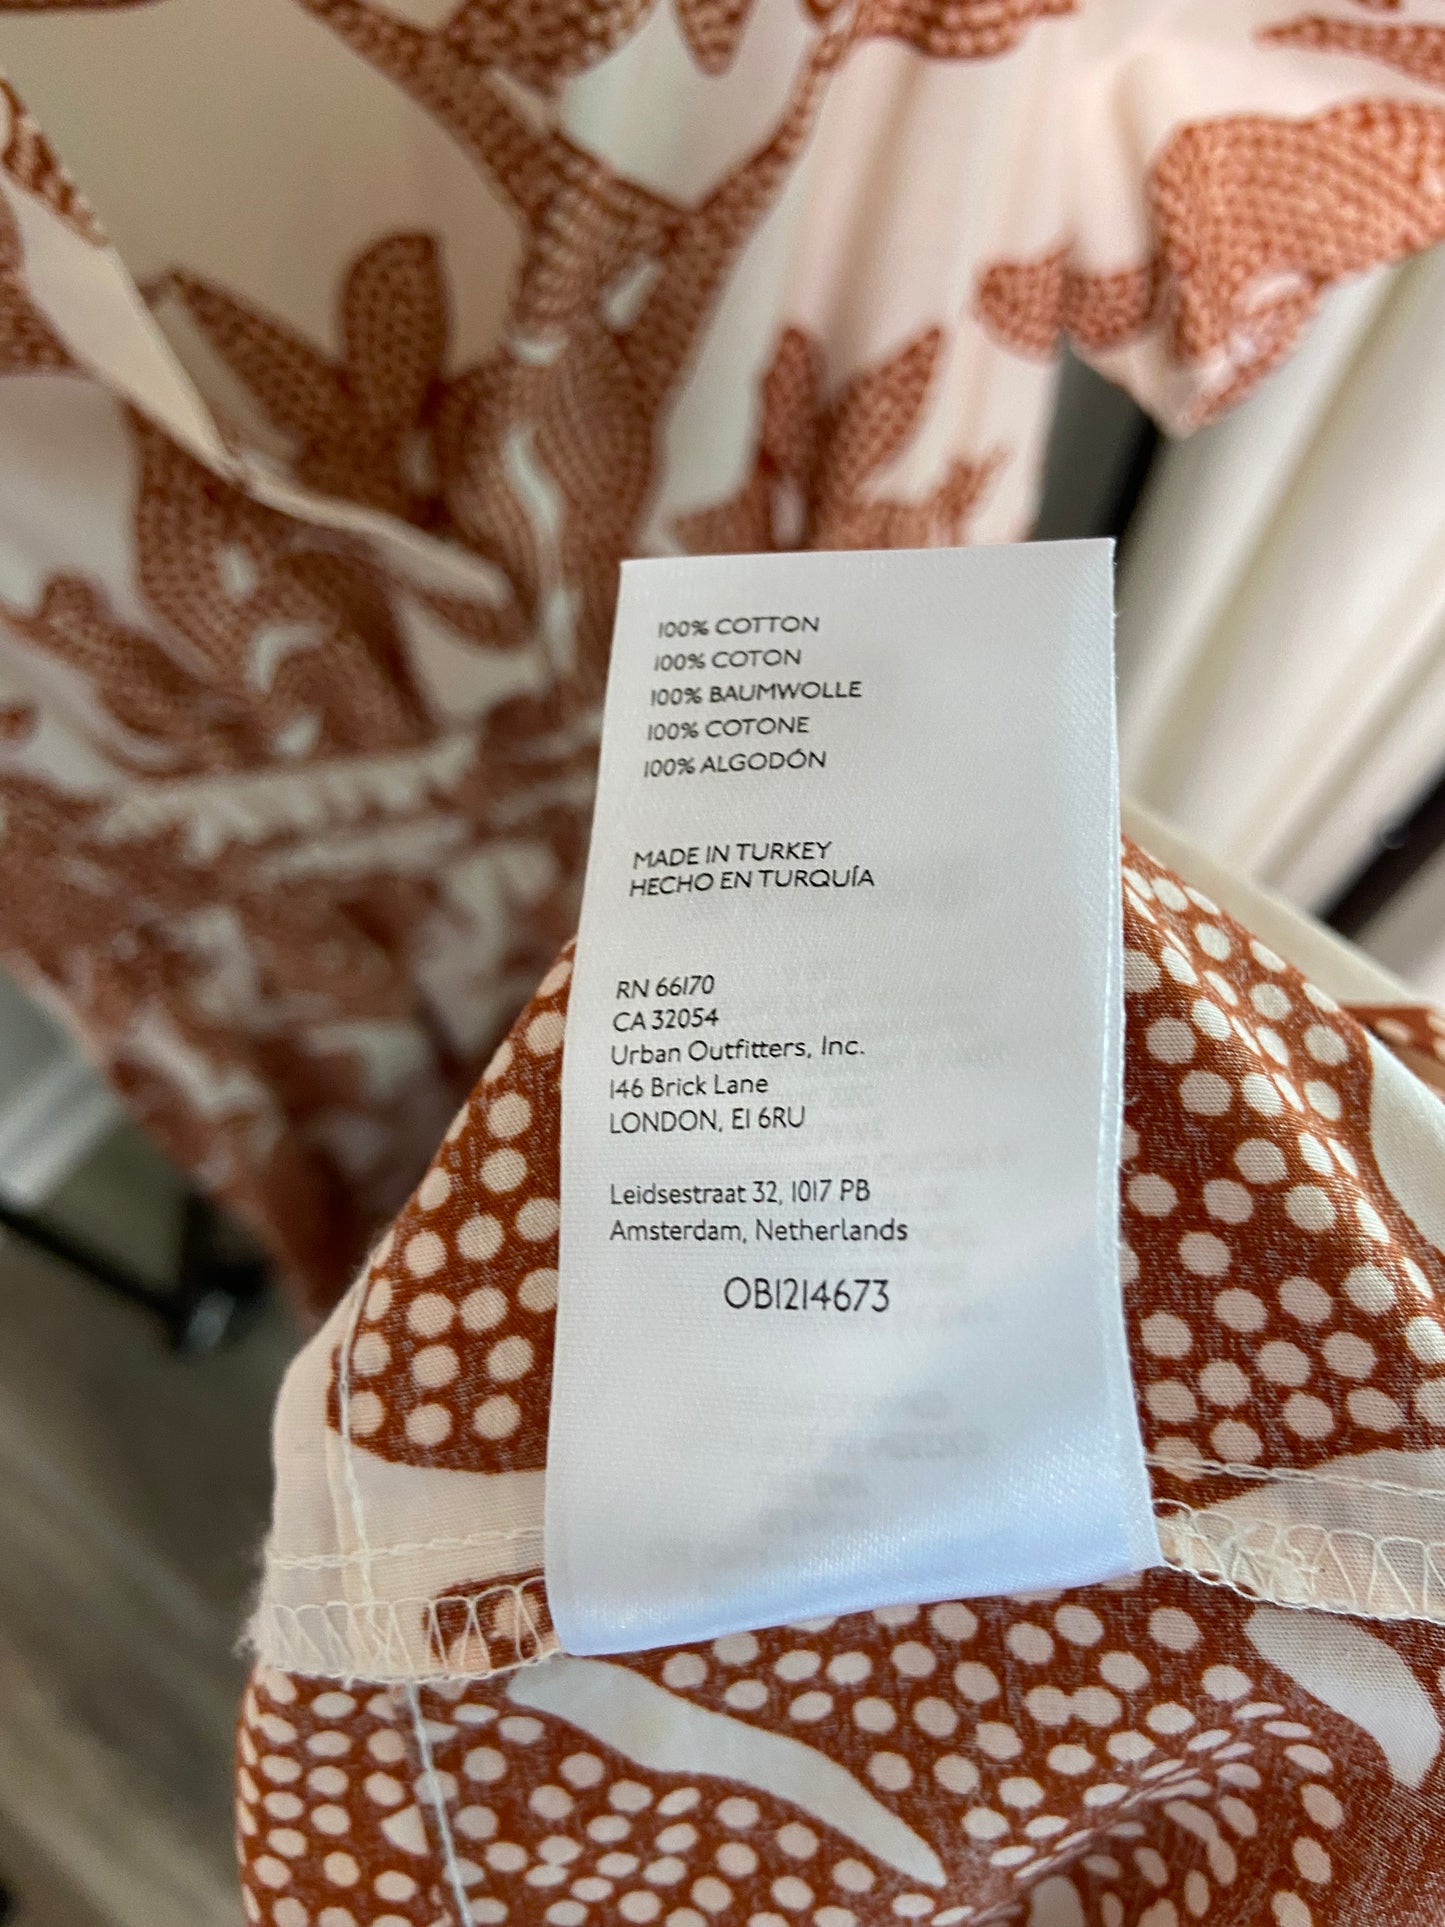 100% COTTON
100% COTON
100% BAUMWOLLE
100% COTONE
100% ALGODÓN
MADE IN TURKEY
HECHO EN TURQUÍA
RN 66170
CA 32054
Urban Outfitters, Inc.
146 Brick Lane
LONDON, E1 6RU
Leidsestraat 32, 1017 PB
Amsterdam, Netherlands
OB1214673